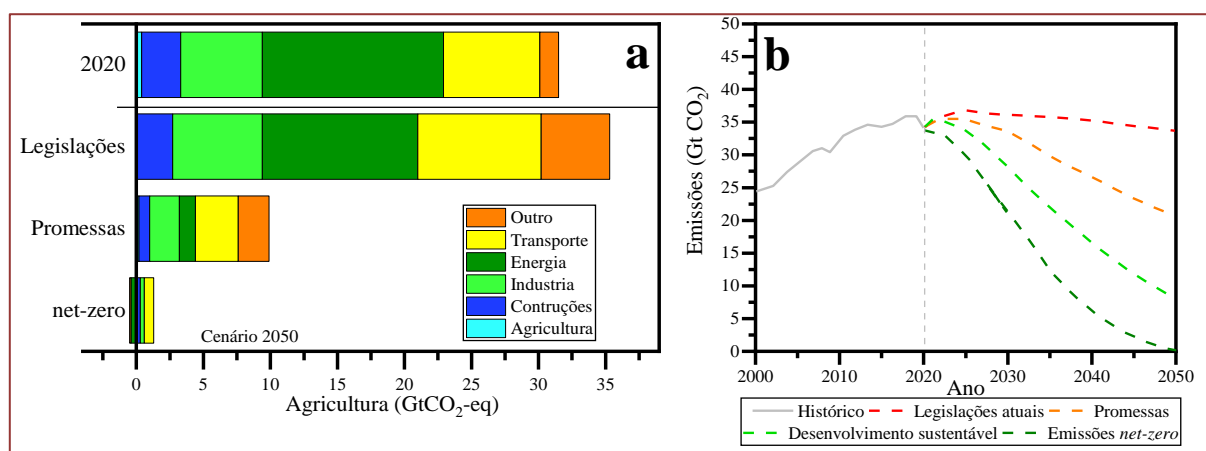 a
2020
Legislações
Promessas
net-zero
Outro
Transporte
Energia
Industria
Contruções
Agricultura
Cenário 2050
0 5 10 15 20 25 30 35
Agricultura (GtCO₂-eq)
b
50
45
40
35
30
25
20
15
10
5
0
Emissões (Gt CO₂)
2000 2010 2020 2030 2040 2050
Ano
Histórico Legislações atuais Promessas
Desenvolvimento sustentável Emissões net-zero